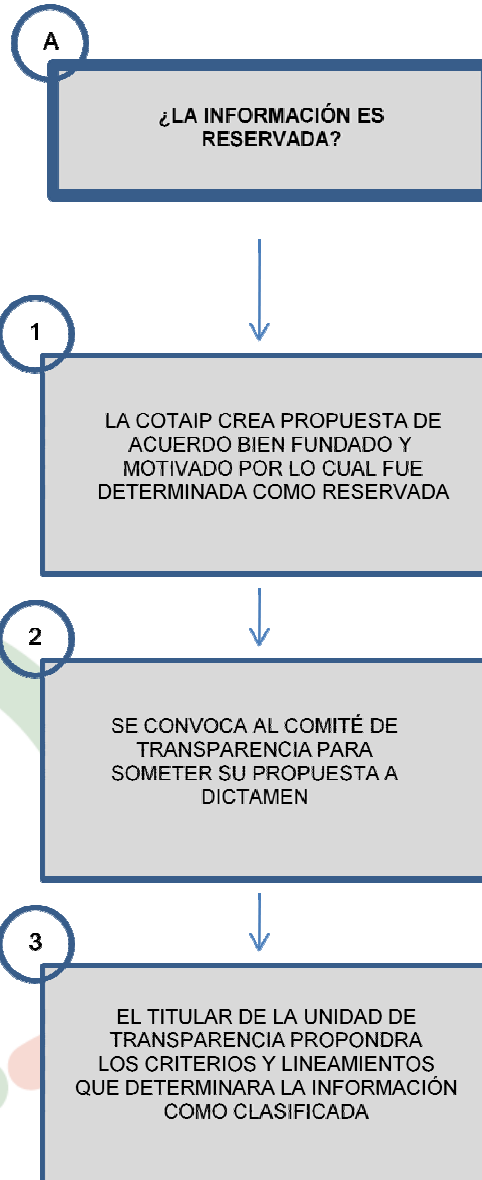 A
¿LA INFORMACIÓN ES
RESERVADA?
1
LA COTAIP CREA PROPUESTA DE
ACUERDO BIEN FUNDADO Y
MOTIVADO POR LO CUAL FUE
DETERMINADA COMO RESERVADA
2
SE CONVOCA AL COMITÉ DE
TRANSPARENCIA PARA
SOMETER SU PROPUESTA A
DICTAMEN
3
EL TITULAR DE LA UNIDAD DE
TRANSPARENCIA PROPONDRA
LOS CRITERIOS Y LINEAMIENTOS
QUE DETERMINARA LA INFORMACIÓN
COMO CLASIFICADA